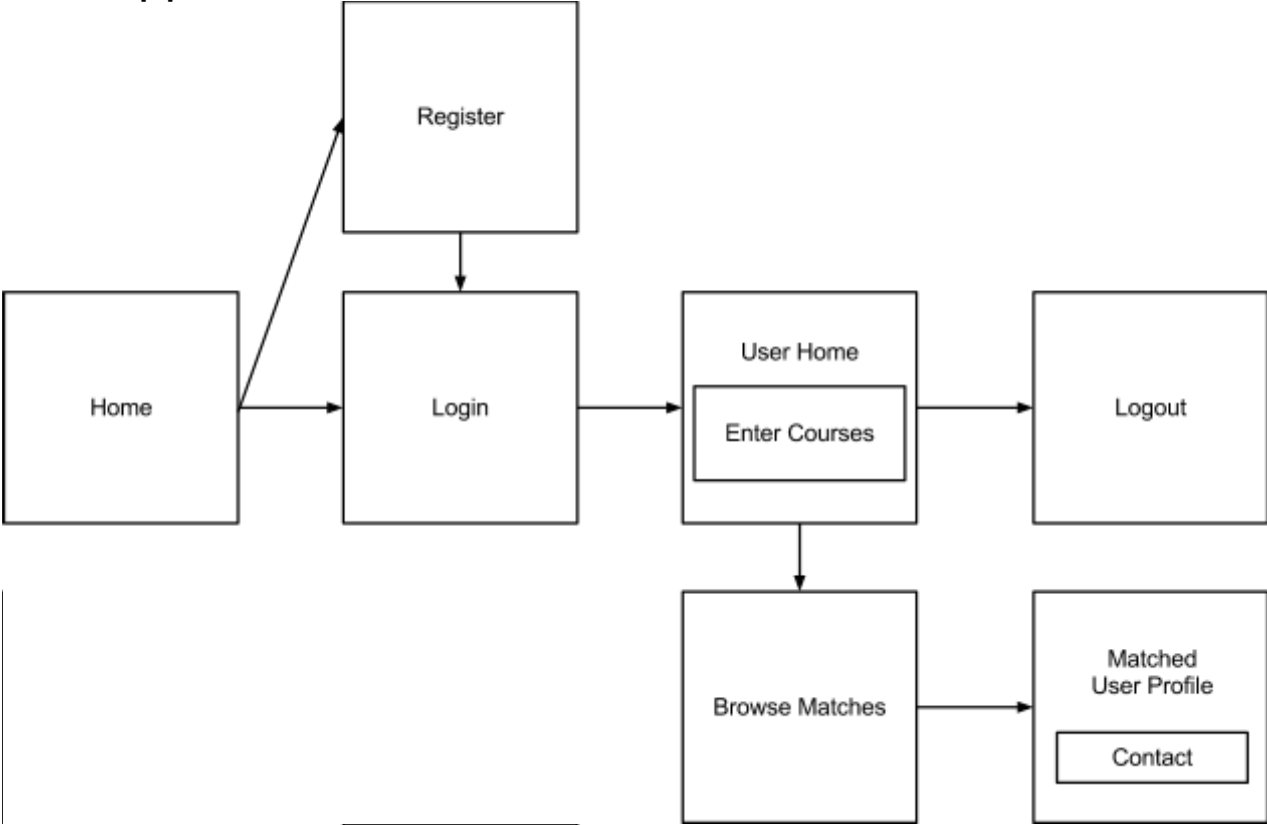 Register
Home
Login
User Home
Enter Courses
Logout
Browse Matches
Matched
User Profile
Contact